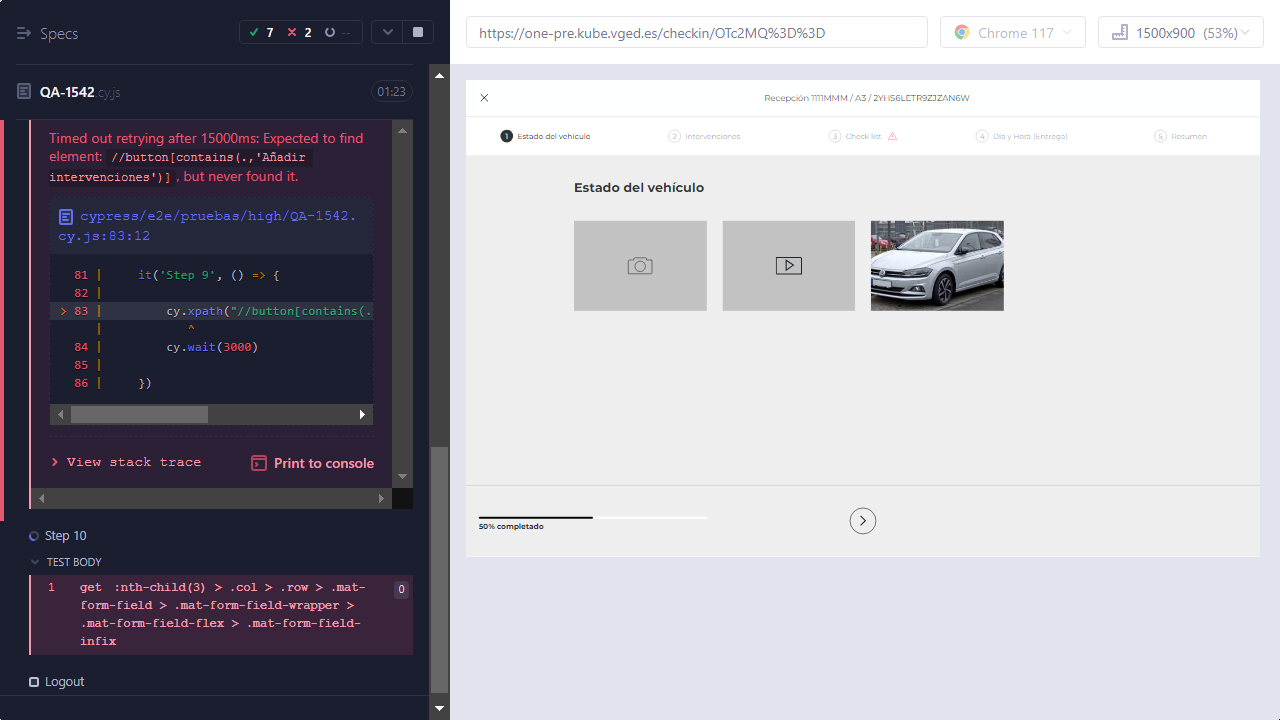 Specs
7
2
--
QA-1542.cy.js
01:23
Timed out retrying after 15000ms: Expected to find
element: //button[contains(.,'Añadir
intervenciones')], but never found it.
cypress/e2e/pruebas/high/QA-1542.
cy.js:83:12
81 | it('Step 9', () => {
82 |
> 83 | cy.xpath("//button[contains(.
| ^
84 | cy.wait(3000)
85 |
86 | })
View stack trace
Print to console
Step 10
TEST BODY
1 get :nth-child(3) > .col > .row > .mat-
form-field > .mat-form-field-wrapper >
.mat-form-field-flex > .mat-form-field-
infix
0
Logout
https://one-pre.kube.vged.es/checkin/OTc2MQ%3D%3D
Chrome 117
1500x900 (53%)
Recepción 1111MMM / A3 / 2YHS6LETR9ZJZAN6W
1 Estado del vehículo
2 Intervenciones
3 Check list
4 Día y Hora (Entrega)
5 Resumen
Estado del vehículo
50% completado